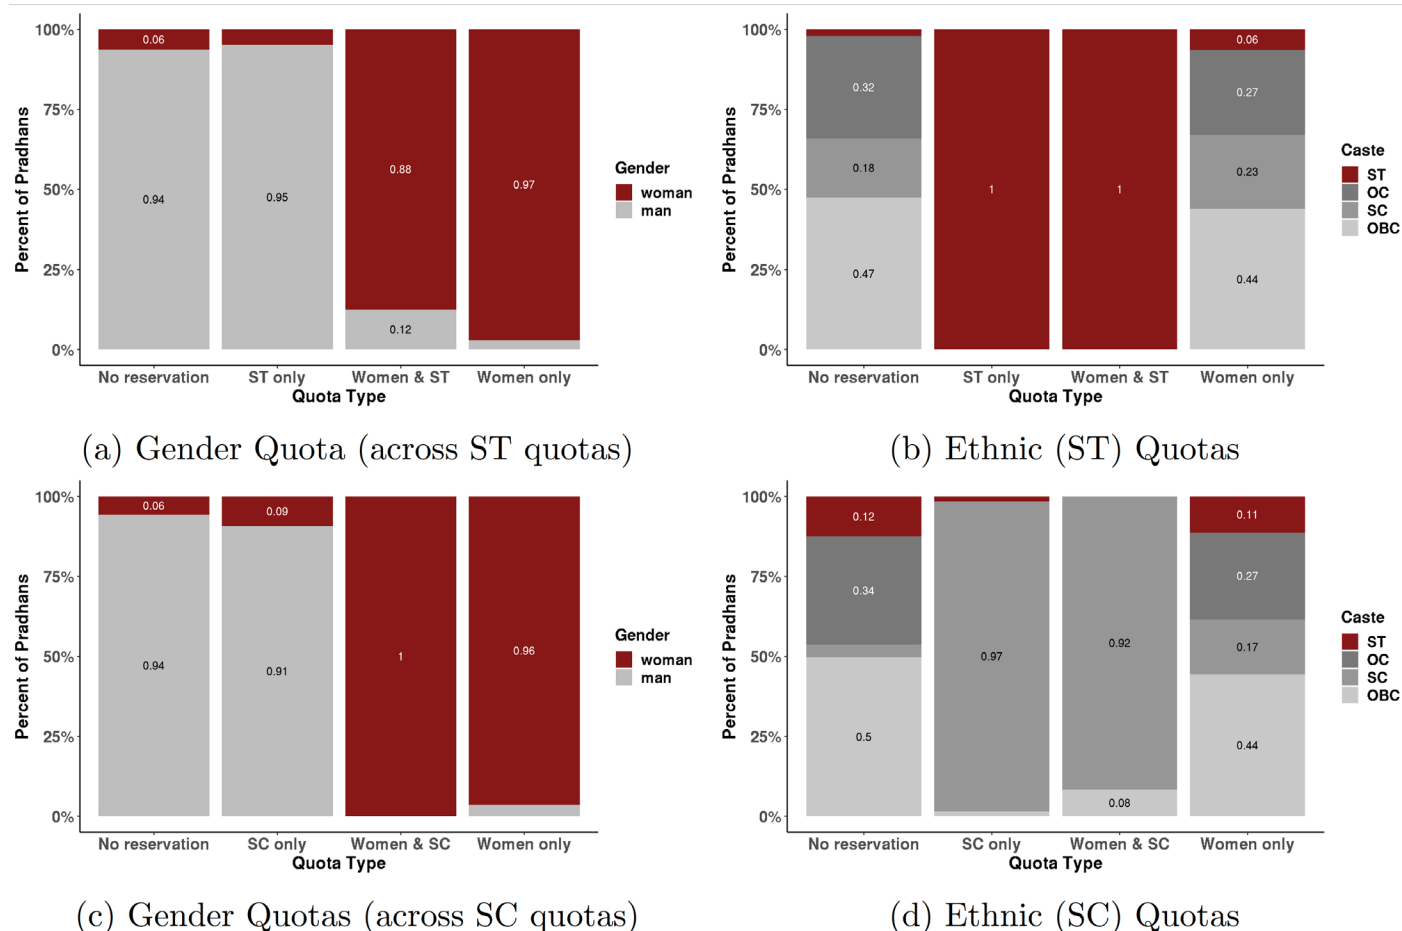 100%
75%
50%
25%
0%
Percent of Pradhans
0.06
0.94
0.95
0.88
0.12
0.97
No reservation
ST only
Women & ST
Women only
Quota Type
Gender
woman
man
(a) Gender Quota (across ST quotas)
100%
75%
50%
25%
0%
Percent of Pradhans
0.32
0.18
0.47
1
1
0.06
0.27
0.23
0.44
No reservation
ST only
Women & ST
Women only
Quota Type
Caste
ST
OC
SC
OBC
(b) Ethnic (ST) Quotas
100%
75%
50%
25%
0%
Percent of Pradhans
0.06
0.94
0.09
0.91
1
0.96
No reservation
SC only
Women & SC
Women only
Quota Type
Gender
woman
man
(c) Gender Quotas (across SC quotas)
100%
75%
50%
25%
0%
Percent of Pradhans
0.12
0.34
0.5
0.97
0.92
0.08
0.11
0.27
0.17
0.44
No reservation
SC only
Women & SC
Women only
Quota Type
Caste
ST
OC
SC
OBC
(d) Ethnic (SC) Quotas